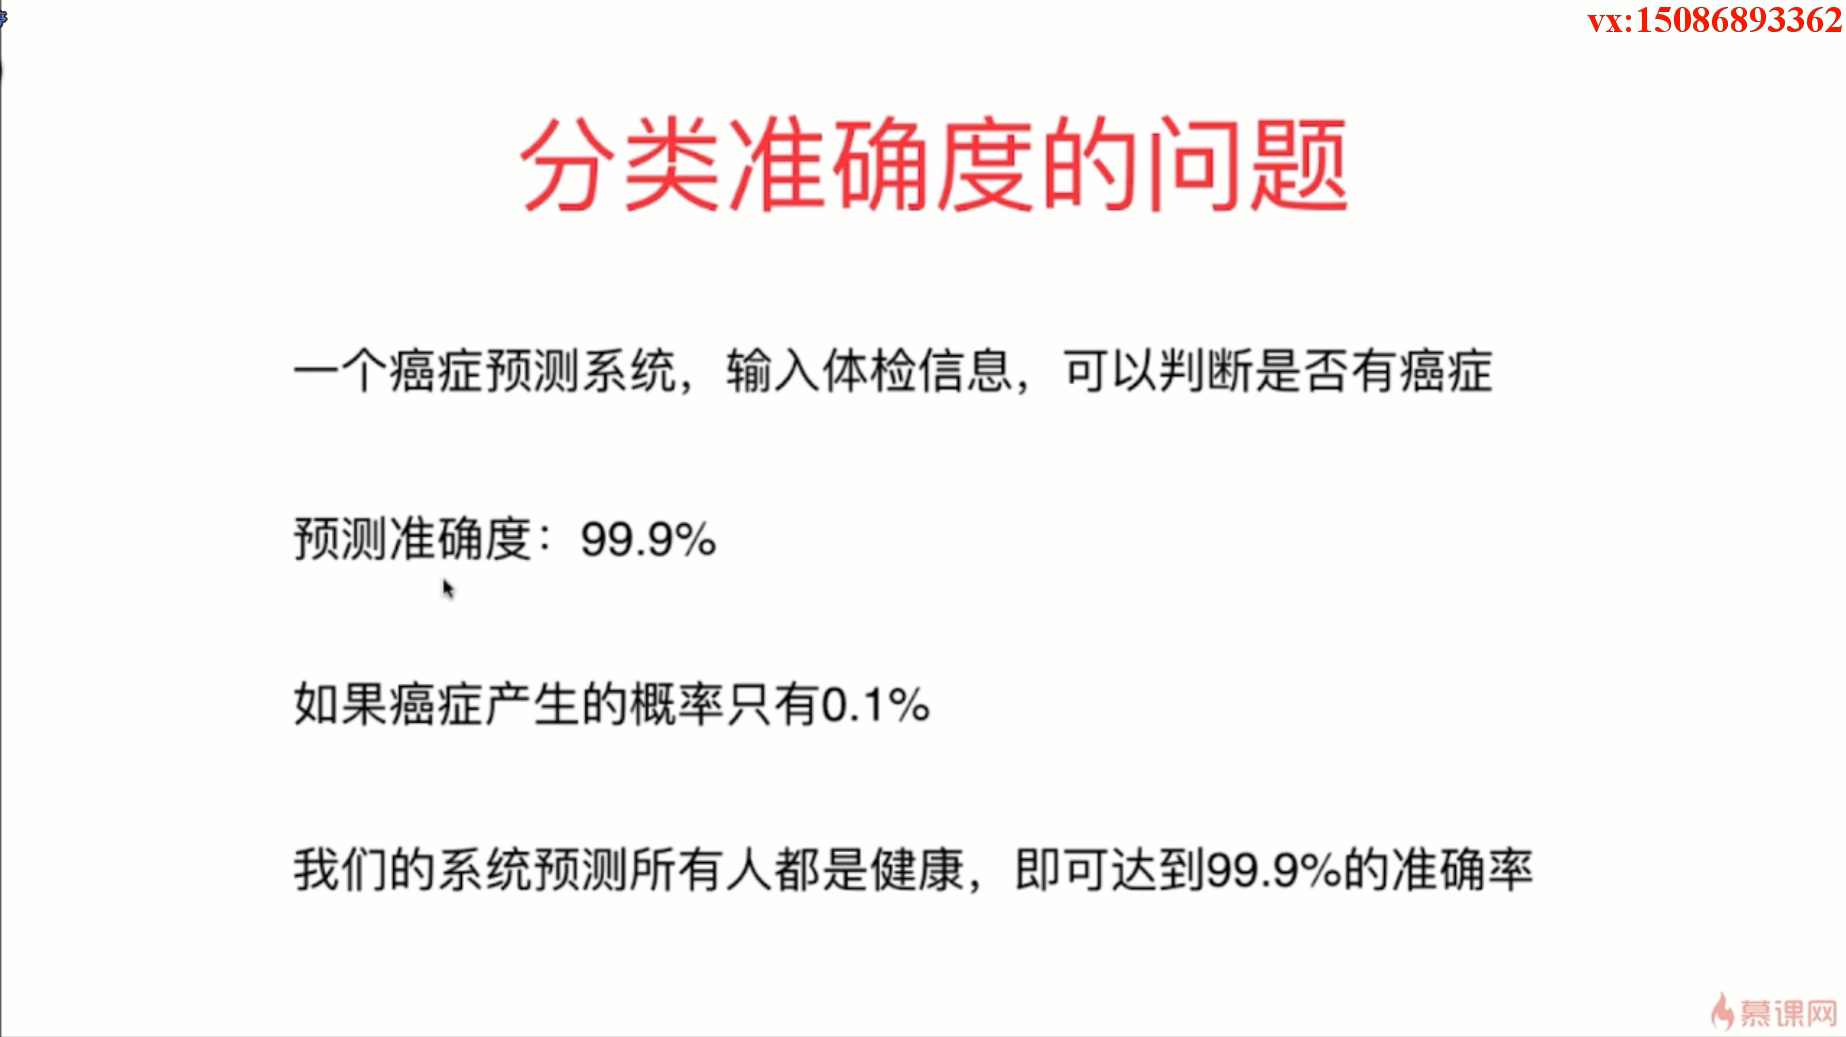 vx:15086893362
分类准确度的问题
一个癌症预测系统，输入体检信息，可以判断是否有癌症
预测准确度：99.9%
如果癌症产生的概率只有0.1%
我们的系统预测所有人都是健康，即可达到99.9%的准确率
慕课网